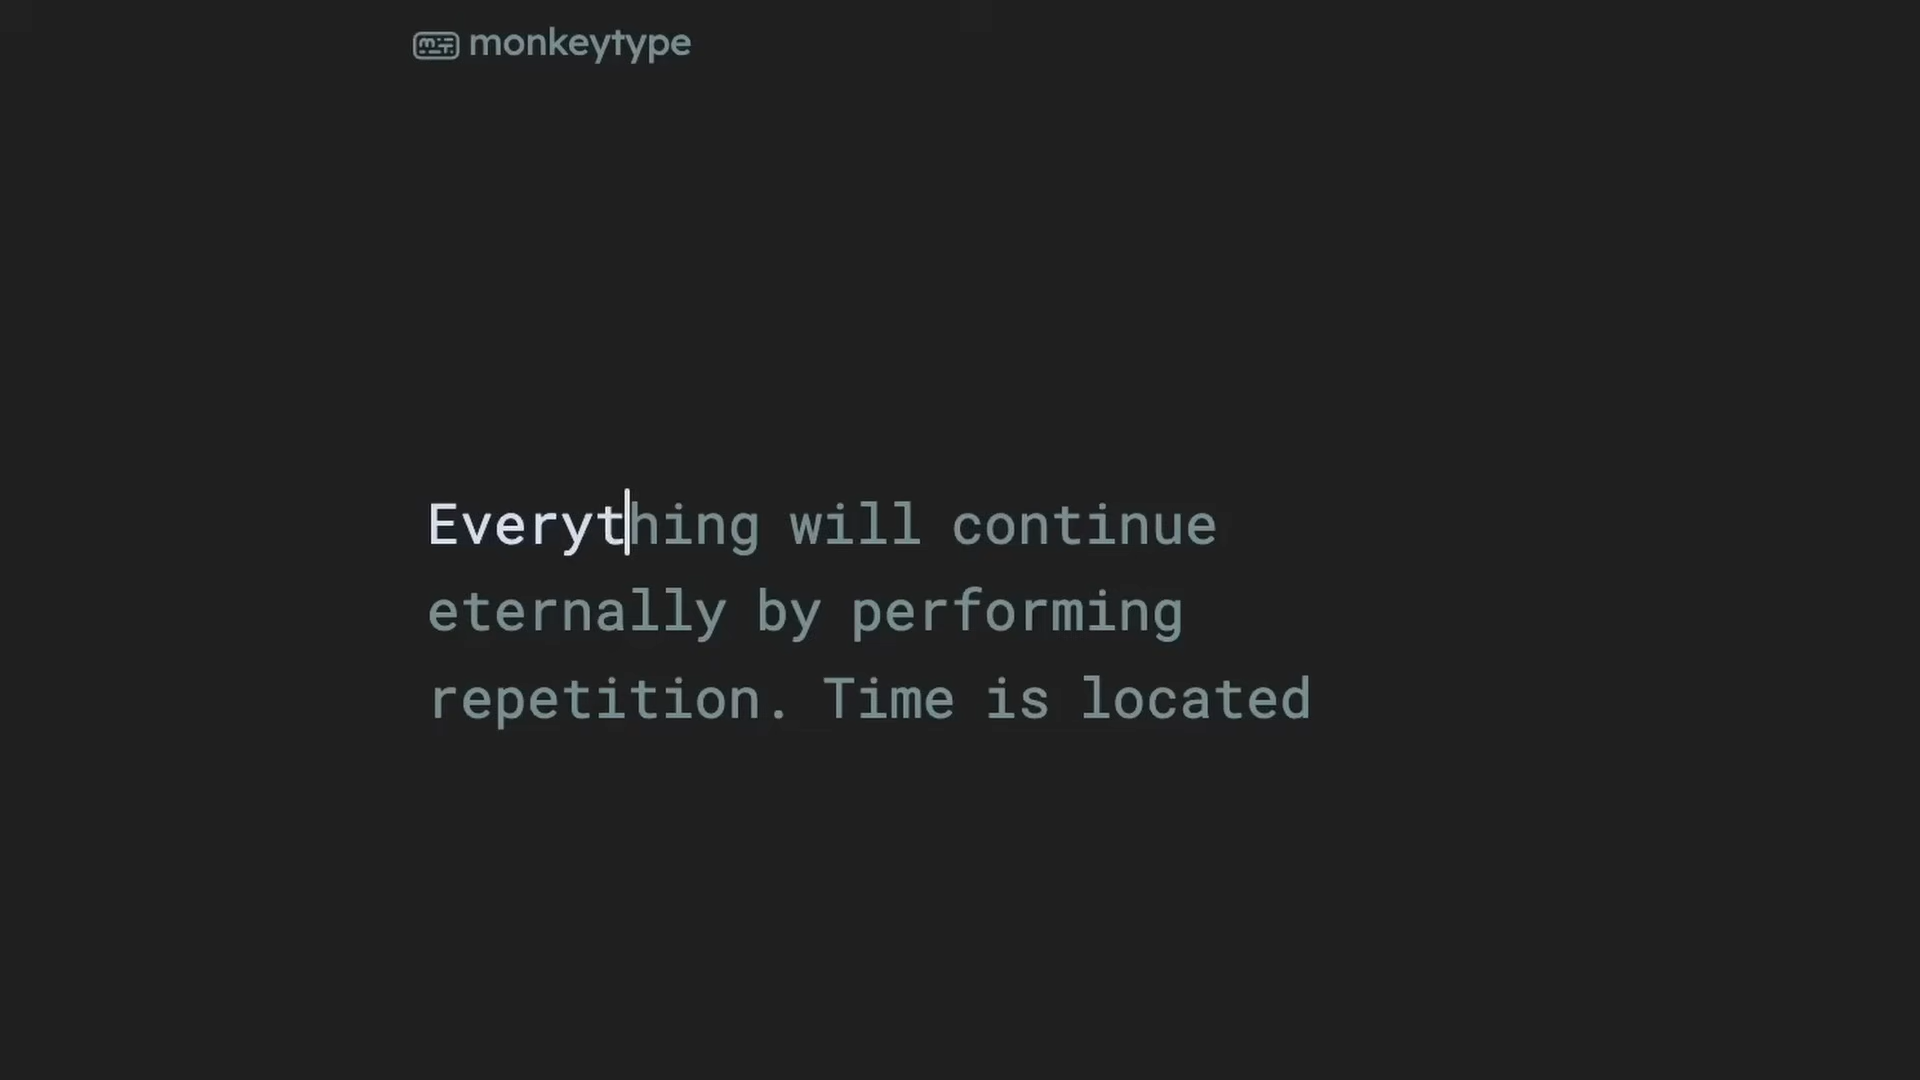 monkeytype
Everything will continue
eternally by performing
repetition. Time is located